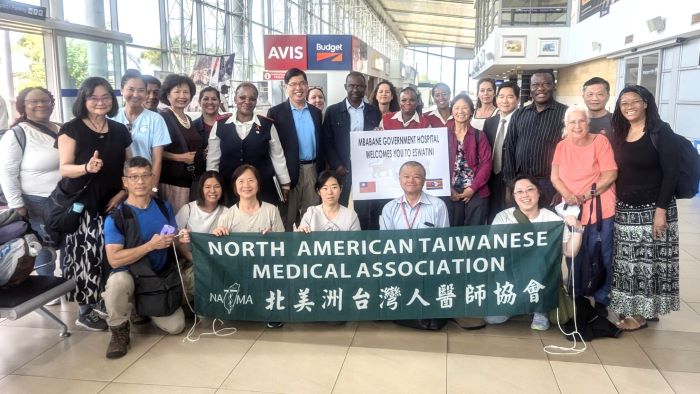 AVIS
Budget
MBABANE GOVERNMENT HOSPITAL
WELCOMES YOU TO ESWATINI
NORTH AMERICAN TAIWANESE
MEDICAL ASSOCIATION
NATMA
北美洲台灣人醫師協會